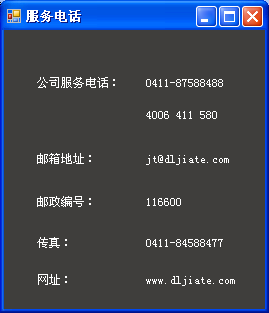 服务电话
公司服务电话： 0411-87588488
4006 411 580
邮箱地址： jt@dljiate.com
邮政编号： 116600
传真： 0411-84588477
网址： www.dljiate.com